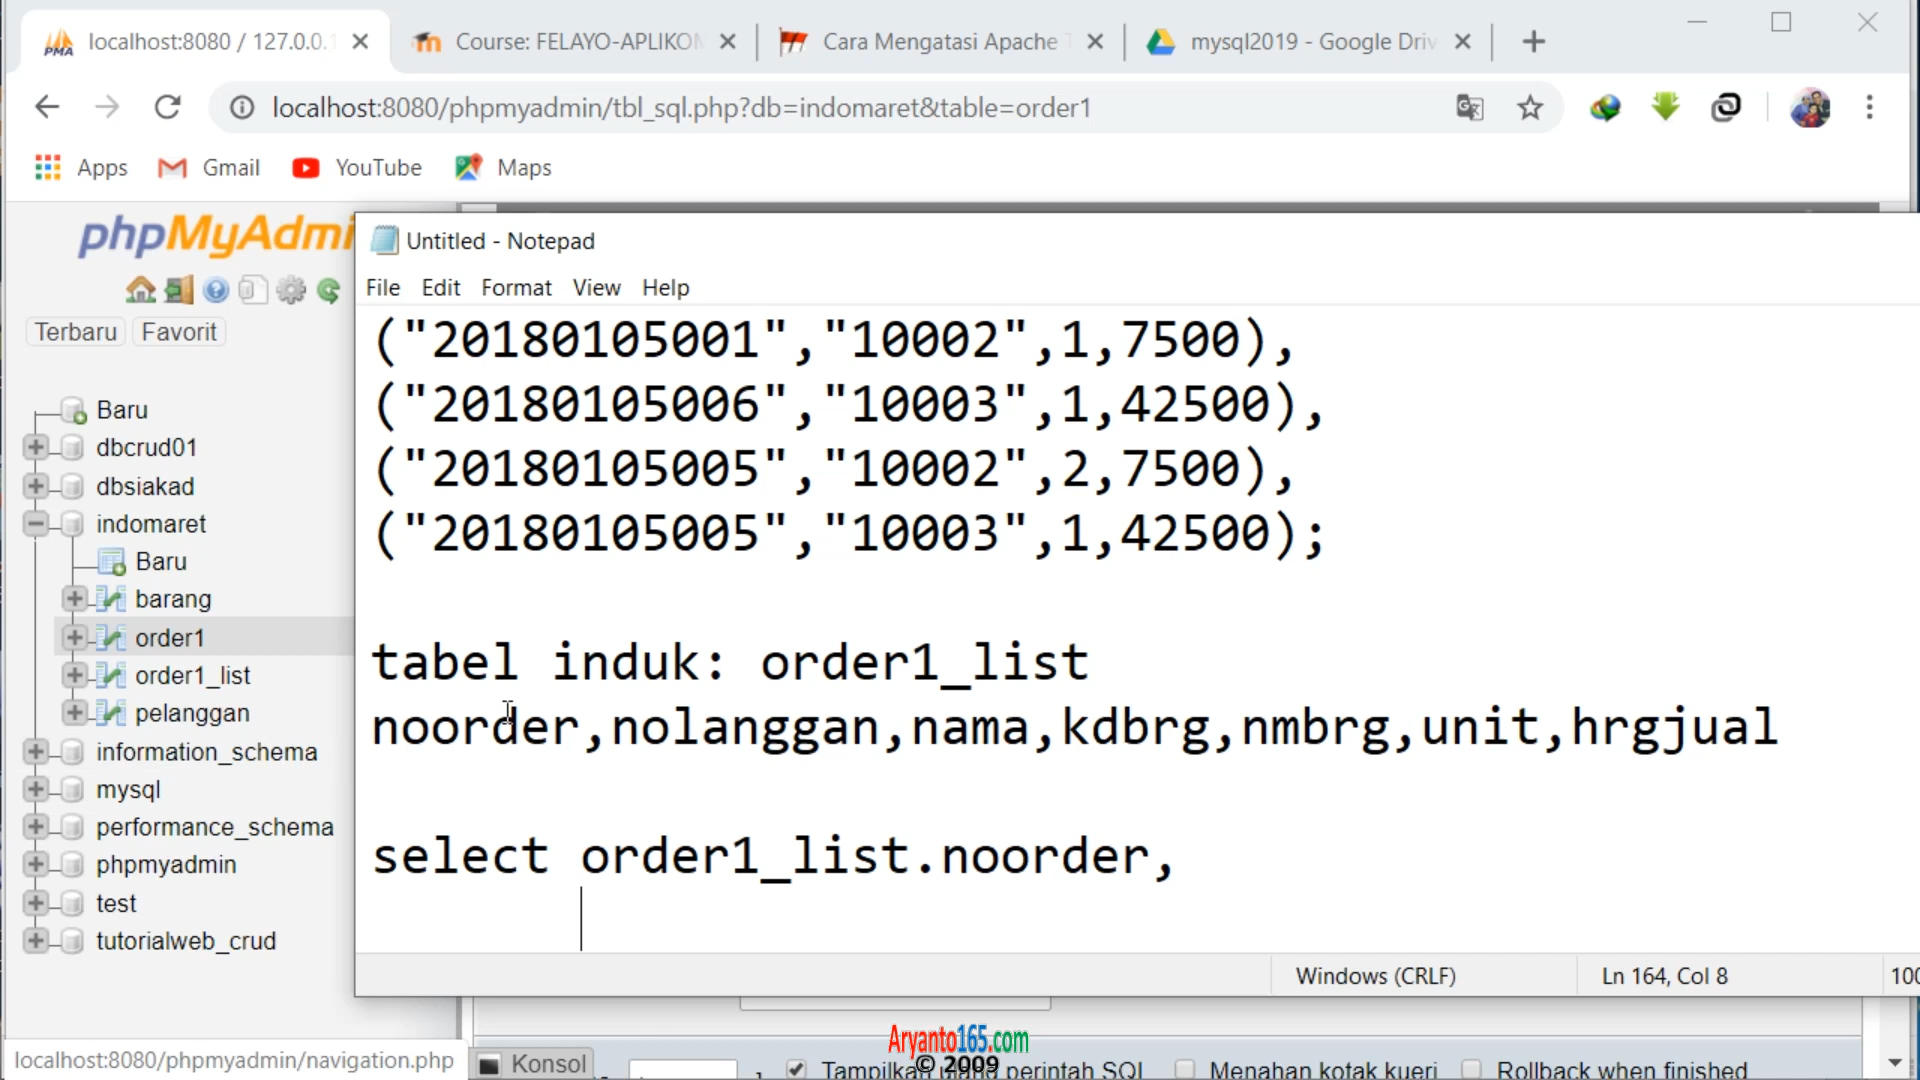 localhost:8080 / 127.0.0.1
Course: FELAYO-APLIKOM
Cara Mengatasi Apache T
mysql2019 - Google Driv
localhost:8080/phpmyadmin/tbl_sql.php?db=indomaret&table=order1
Apps
Gmail
YouTube
Maps
phpMyAdmi
Terbaru
Favorit
Baru
dbcrud01
dbsiakad
indomaret
Baru
barang
order1
order1_list
pelanggan
information_schema
mysql
performance_schema
phpmyadmin
test
tutorialweb_crud
localhost:8080/phpmyadmin/navigation.php
Untitled - Notepad
File Edit Format View Help
("20180105001","10002",1,7500),
("20180105006","10003",1,42500),
("20180105005","10002",2,7500),
("20180105005","10003",1,42500);
tabel induk: order1_list
noorder,nolanggan,nama,kdbrg,nmbrg,unit,hrgjual
select order1_list.noorder,
Windows (CRLF)
Ln 164, Col 8
100
Konsol
Tampilkan ulang perintah SQL
Menahan kotak kueri
Rollback when finished
Aryanto165.com
© 2009